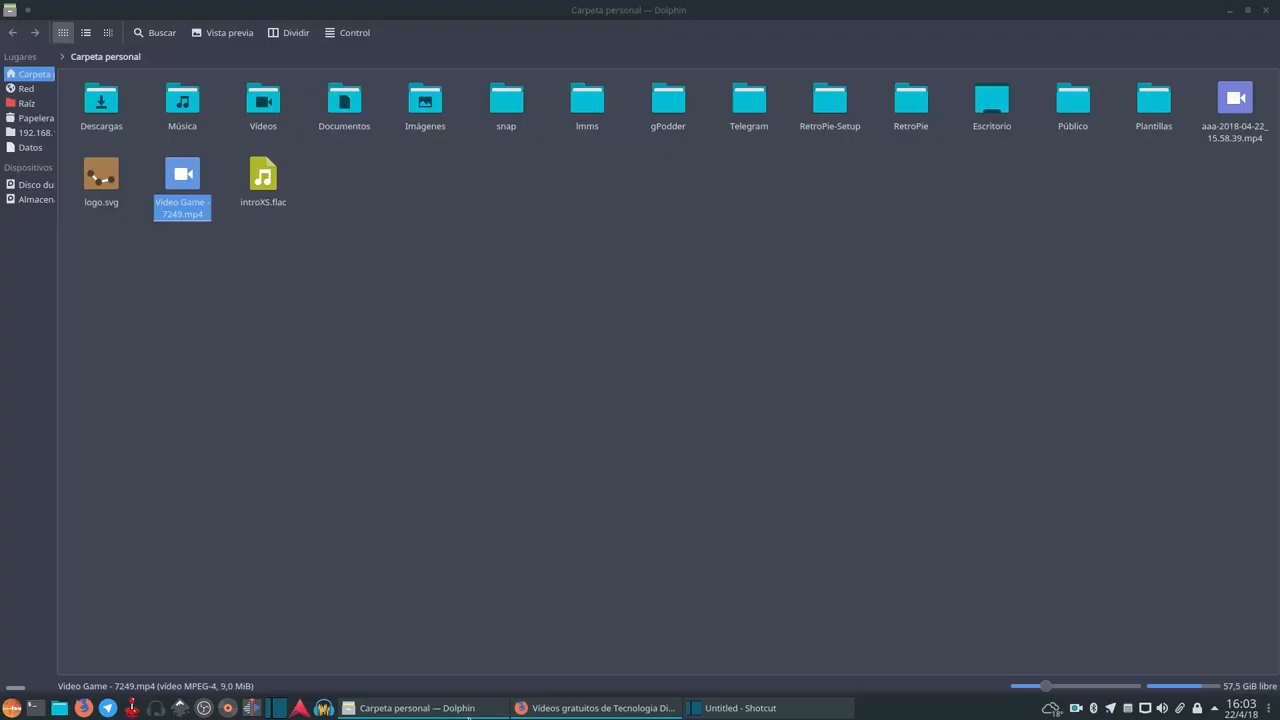 Carpeta personal — Dolphin
Buscar
Vista previa
Dividir
Control
Lugares
Carpeta personal
Carpeta
Red
Raíz
Papelera
192.168.
Datos
Dispositivos
Disco du
Almacen
Descargas
Música
Vídeos
Documentos
Imágenes
snap
lmms
gPodder
Telegram
RetroPie-Setup
RetroPie
Escritorio
Público
Plantillas
aaa-2018-04-22_
15.58.39.mp4
logo.svg
Video Game -
7249.mp4
introXS.flac
Video Game - 7249.mp4 (vídeo MPEG-4, 9,0 MiB)
57,5 GiB libre
Carpeta personal — Dolphin
Vídeos gratuitos de Tecnología Di...
Untitled - Shotcut
18°
16:03
22/4/18